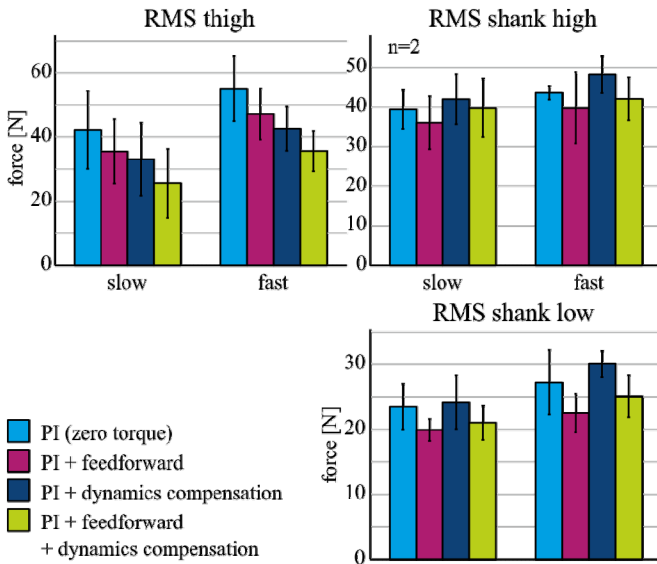 RMS thigh
force [N]
60
40
20
0
slow
fast
RMS shank high
n=2
50
40
30
20
10
0
slow
fast
RMS shank low
force [N]
30
20
10
0
PI (zero torque)
PI + feedforward
PI + dynamics compensation
PI + feedforward
+ dynamics compensation